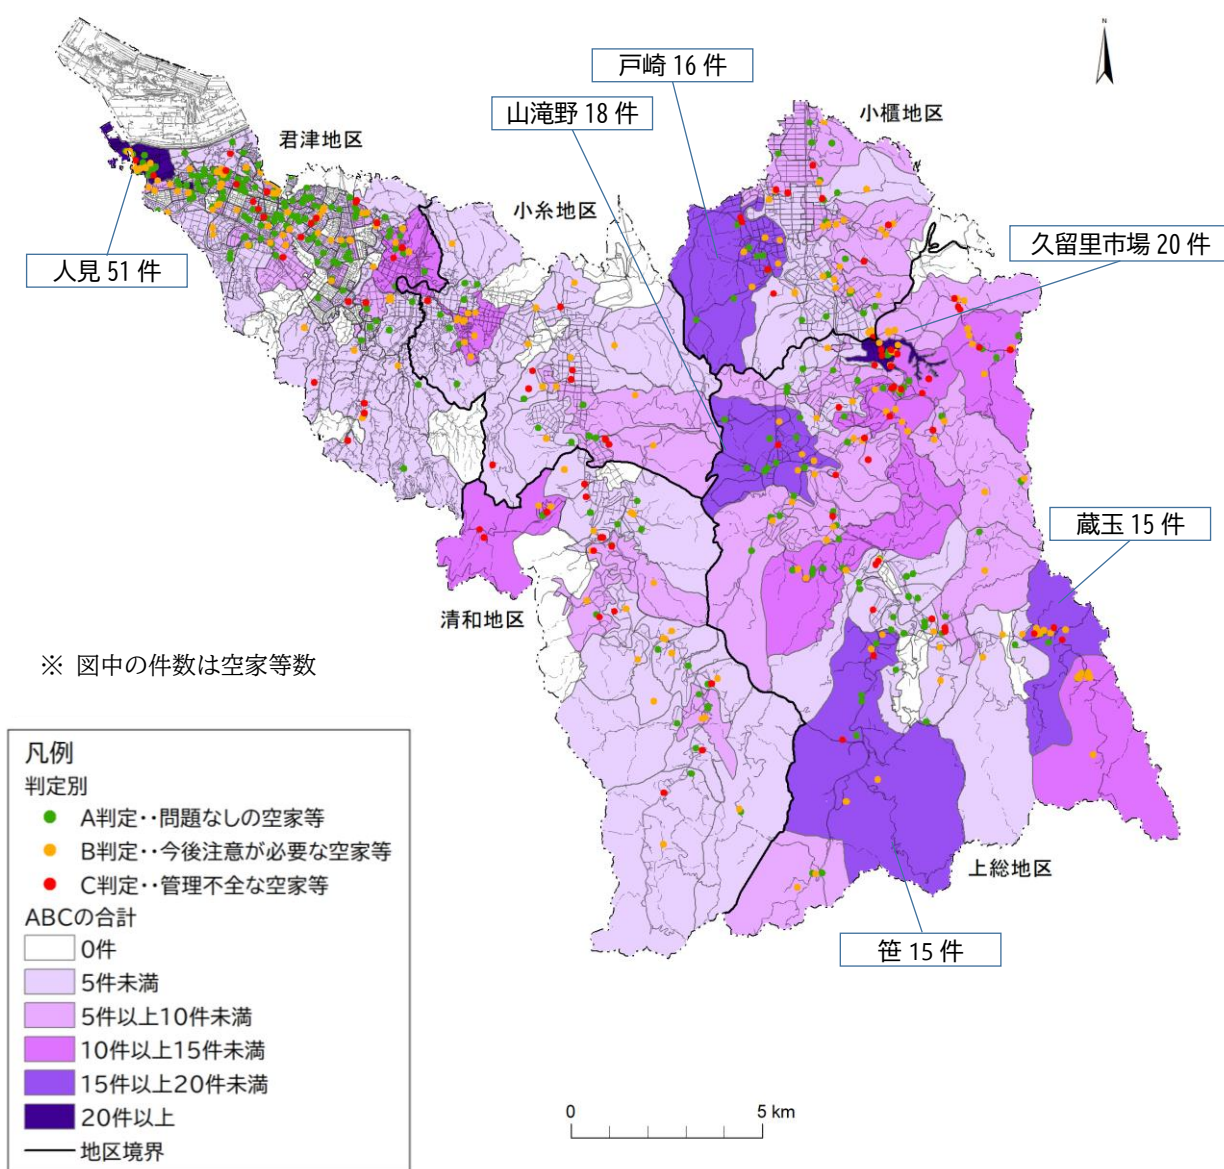 N
戸崎 16 件
山滝野 18 件
小櫃地区
君津地区
小糸地区
久留里市場 20 件
人見 51 件
蔵玉 15 件
清和地区
※ 図中の件数は空家等数
上総地区
笹 15 件
凡例
判定別
A判定・・問題なしの空家等
B判定・・今後注意が必要な空家等
C判定・・管理不全な空家等
ABCの合計
0件
5件未満
5件以上10件未満
10件以上15件未満
15件以上20件未満
20件以上
地区境界
0 5 km